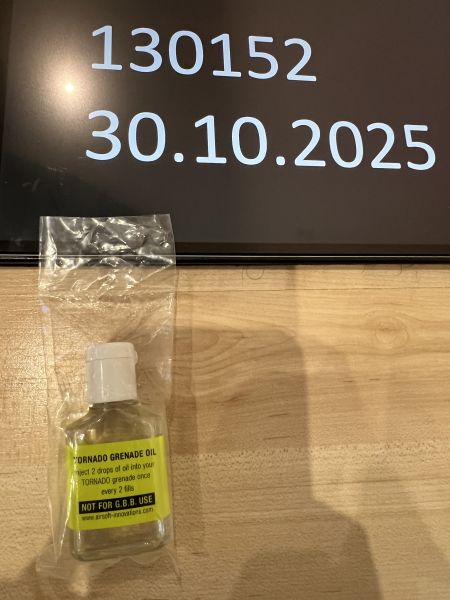 130152
30.10.2025
TORNADO GRENADE OIL
nject 2 drops of oil into your
TORNADO grenade once
every 2 fills
NOT FOR G.B.B. USE
www.airsoft-innovations.com